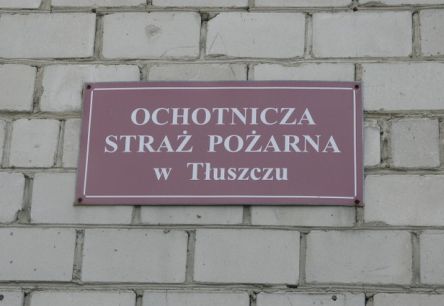 OCHOTNICZA
STRAŻ POŻARNA
w Tłuszczu